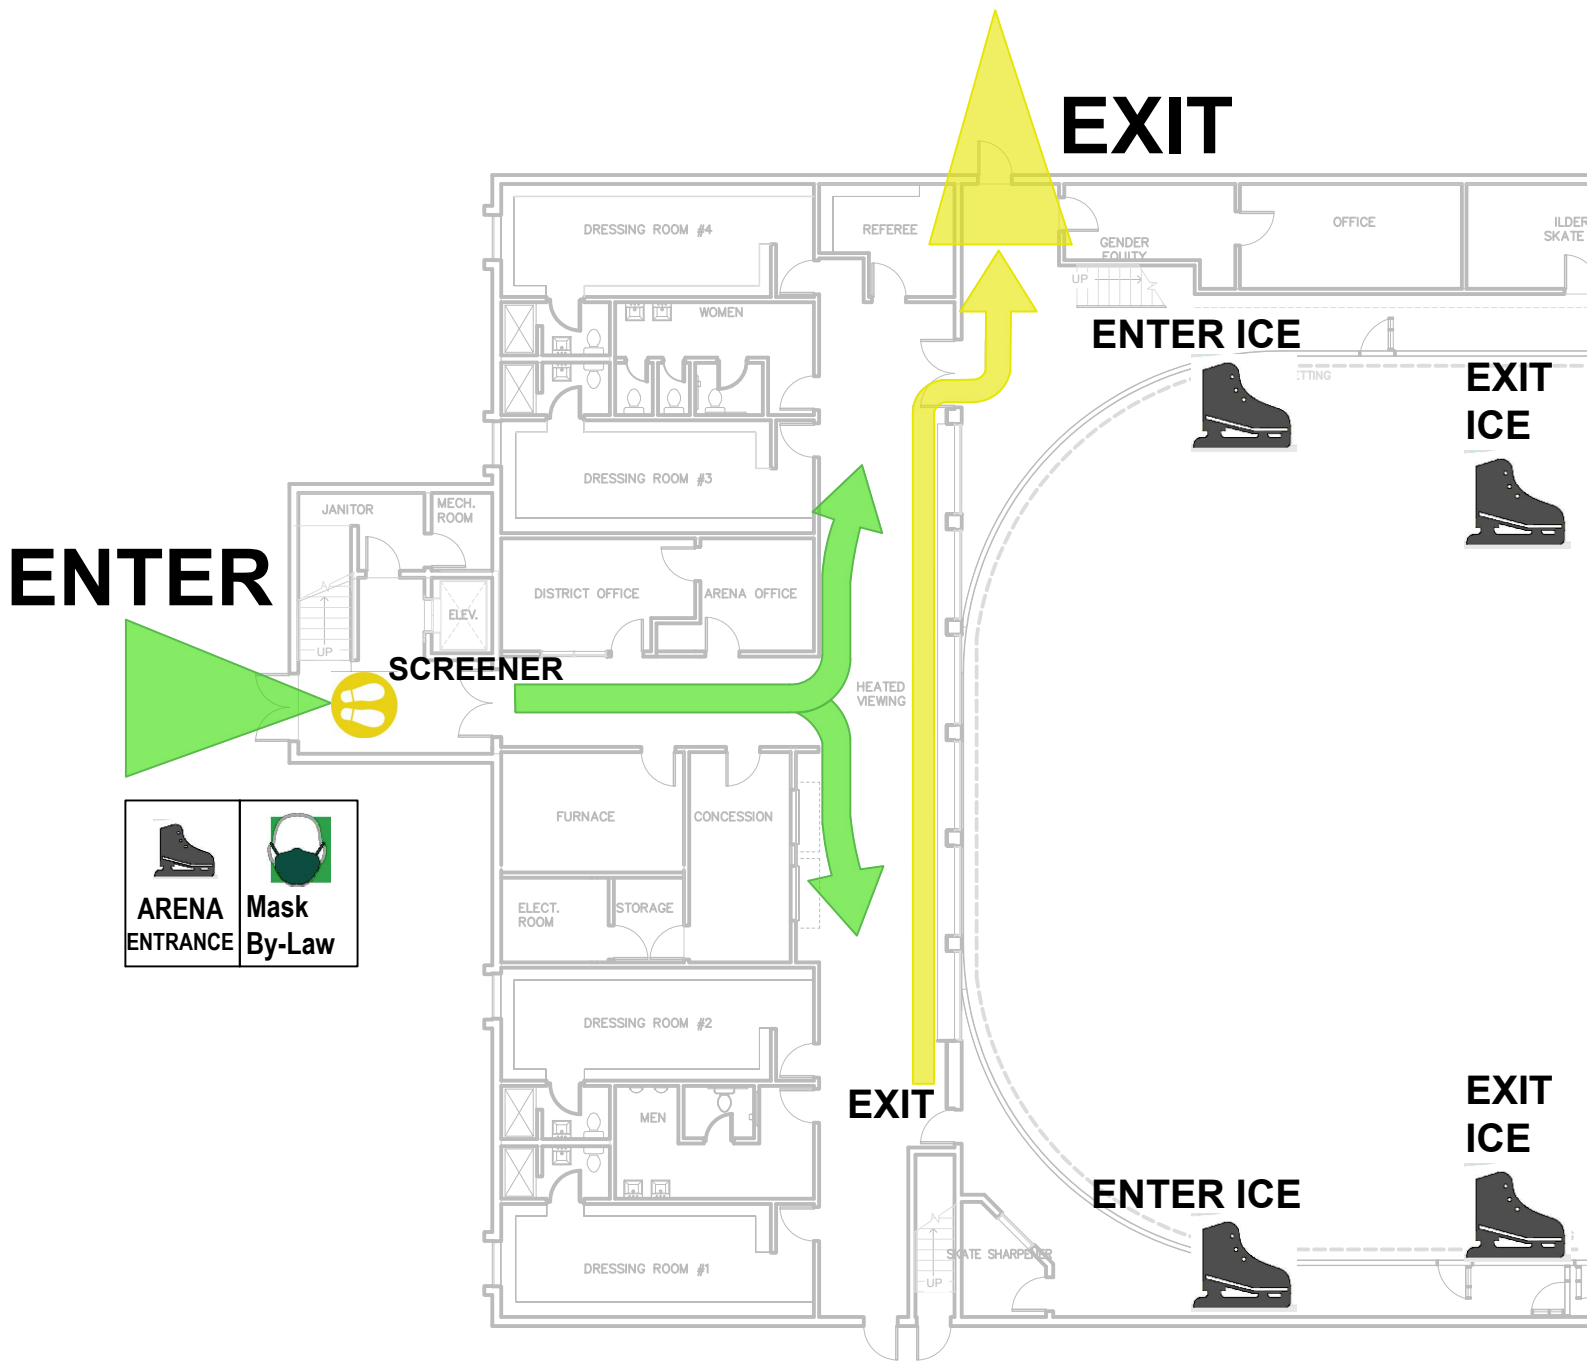 EXIT
DRESSING ROOM #4
REFEREE
GENDER
EQUITY
OFFICE
ILDER
SKATE
UP
WOMEN
ENTER ICE
ETTING
EXIT
ICE
DRESSING ROOM #3
JANITOR
MECH.
ROOM
ENTER
DISTRICT OFFICE
ARENA OFFICE
ELEV.
UP
SCREENER
HEATED
VIEWING
FURNACE
CONCESSION
ARENA
ENTRANCE
Mask
By-Law
ELECT.
ROOM
STORAGE
DRESSING ROOM #2
EXIT
MEN
EXIT
ICE
ENTER ICE
SKATE SHARPENER
UP
DRESSING ROOM #1